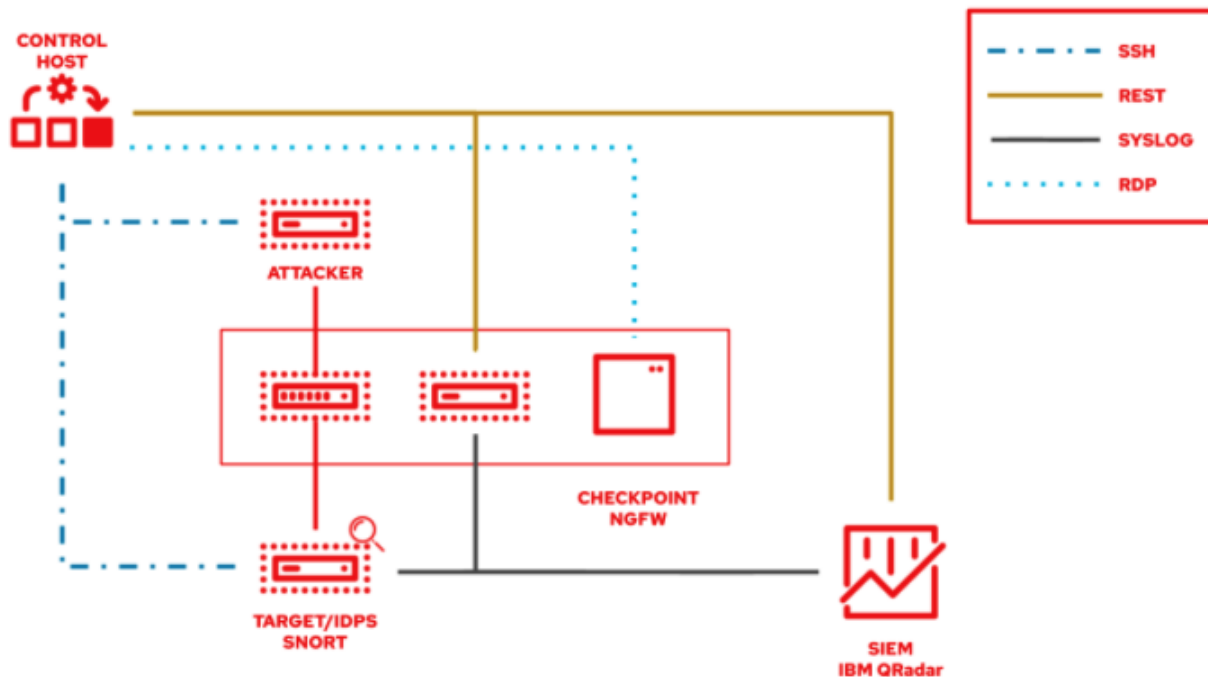 CONTROL
HOST
SSH
REST
SYSLOG
RDP
ATTACKER
CHECKPOINT
NGFW
TARGET/IDPS
SNORT
SIEM
IBM QRadar